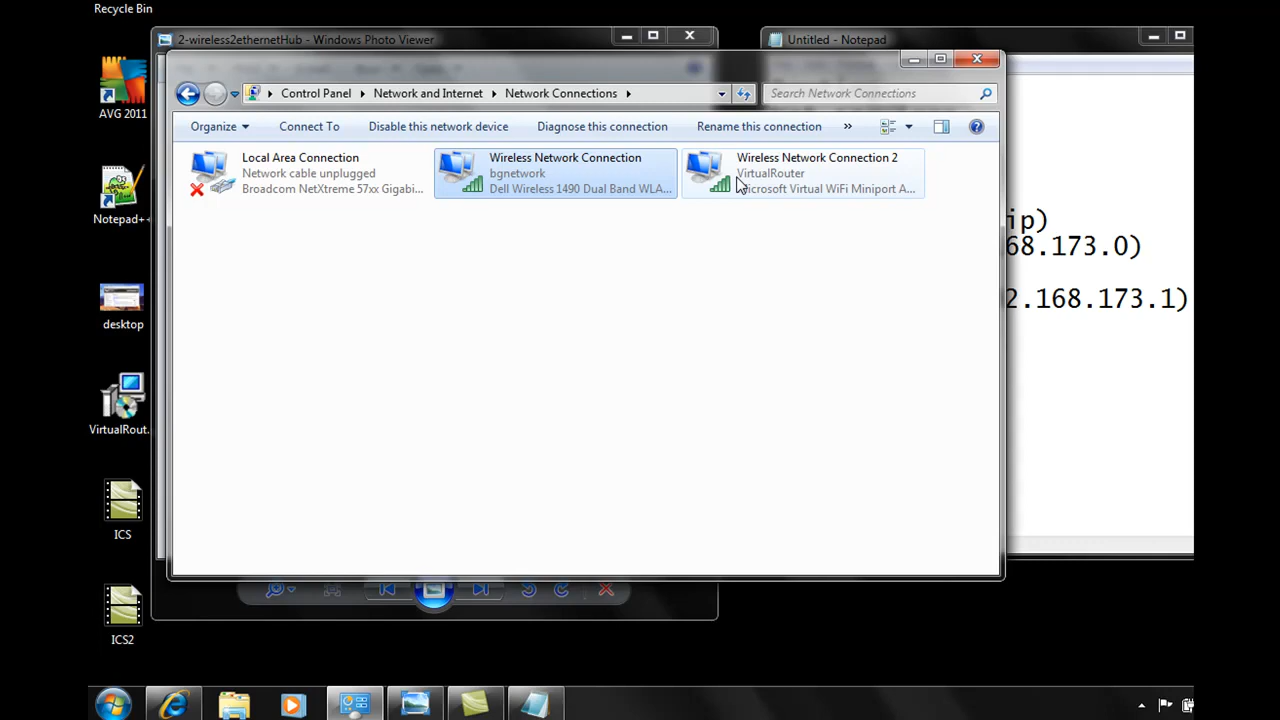 Recycle Bin
2-wireless2ethernetHub - Windows Photo Viewer
Untitled - Notepad
Control Panel
Network and Internet
Network Connections
Search Network Connections
Organize
Connect To
Disable this network device
Diagnose this connection
Rename this connection
»
Local Area Connection
Network cable unplugged
Broadcom NetXtreme 57xx Gigabi...
Wireless Network Connection
bgnetwork
Dell Wireless 1490 Dual Band WLA...
Wireless Network Connection 2
VirtualRouter
Microsoft Virtual WiFi Miniport A...
ip)
68.173.0)
2.168.173.1)
AVG 2011
Notepad++
desktop
VirtualRout...
ICS
ICS2